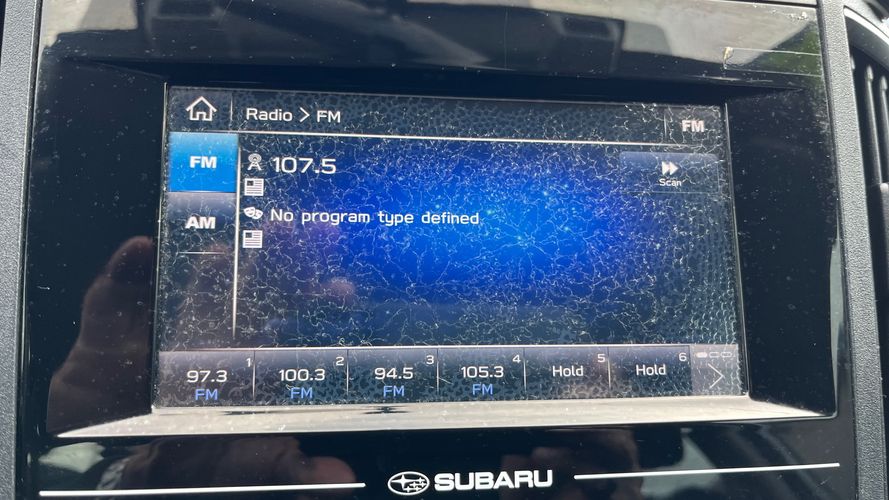 Radio > FM
FM
FM
107.5
Scan
No program type defined
AM
1
2
3
4
5
6
97.3
100.3
94.5
105.3
Hold
Hold
FM
FM
FM
FM
SUBARU